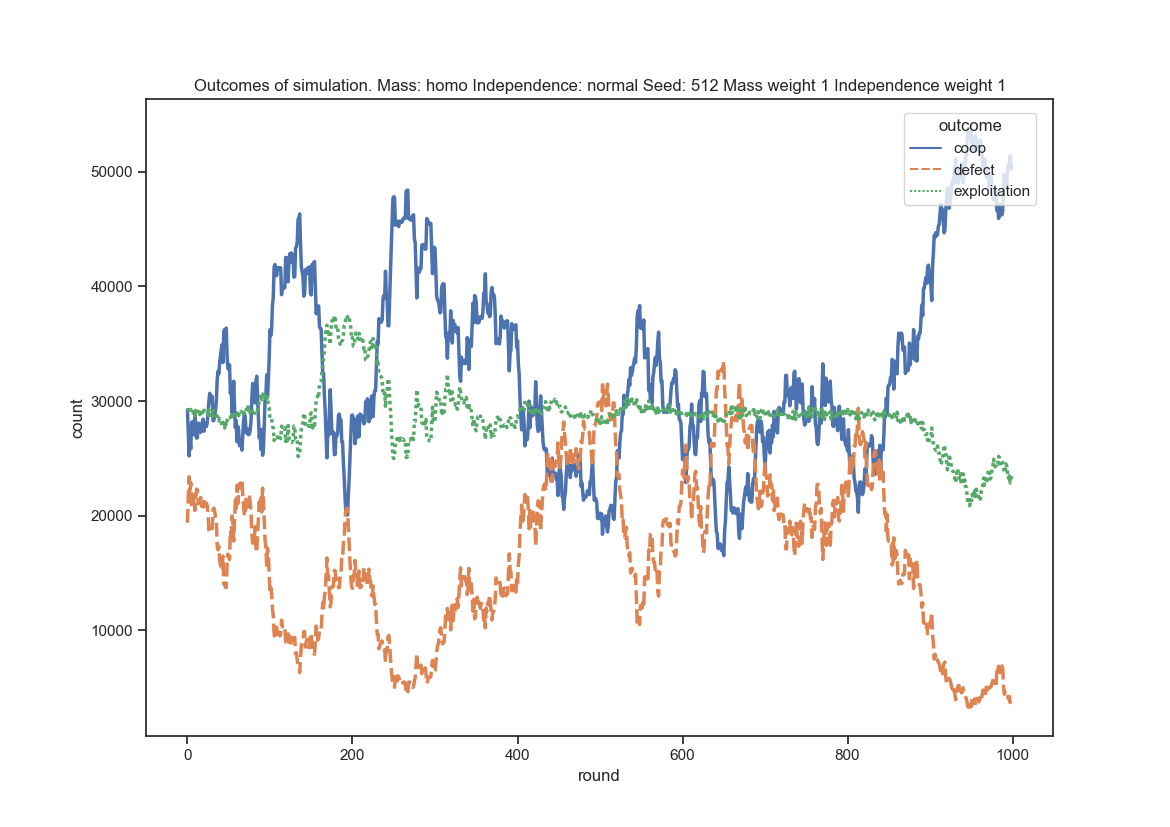 Outcomes of simulation. Mass: homo Independence: normal Seed: 512 Mass weight 1 Independence weight 1
outcome
coop
defect
exploitation
50000
40000
30000
20000
10000
count
0 200 400 600 800 1000
round